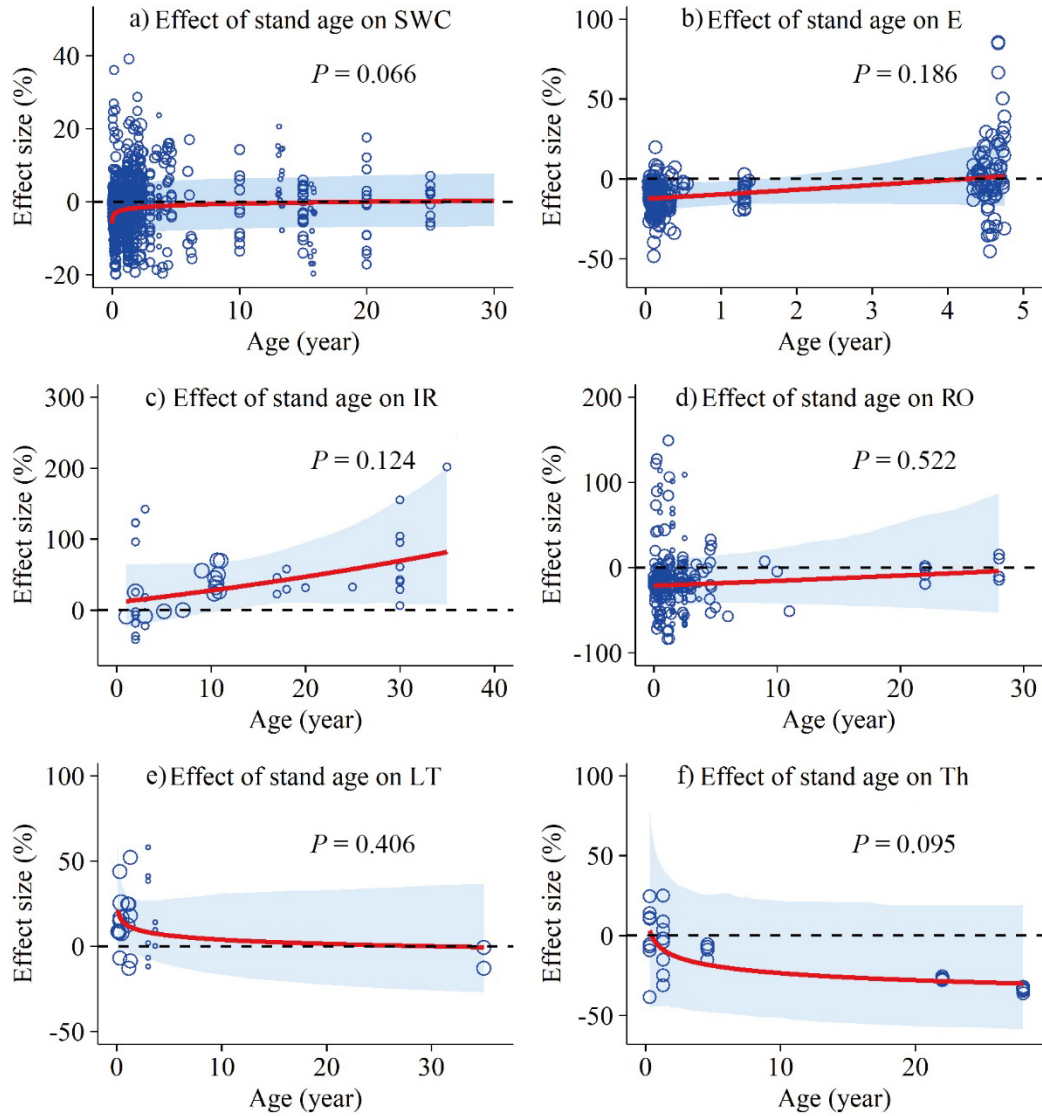 a) Effect of stand age on SWC
P = 0.066
Effect size (%)
40
20
0
-20
0 10 20 30
Age (year)
b) Effect of stand age on E
P = 0.186
Effect size (%)
100
50
0
-50
1 2 2 4 5
Age (year)
c) Effect of stand age on IR
P = 0.124
Effect size (%)
300
200
100
0
0 10 20 30 40
Age (year)
d) Effect of stand age on RO
P = 0.522
Effect size (%)
200
100
0
-100
0 10 20 30
Age (year)
e) Effect of stand age on LT
P = 0.406
Effect size (%)
100
50
0
-50
0 10 20 30
Age (year)
f) Effect of stand age on Th
P = 0.095
Effect size (%)
100
50
0
-50
0 10 20
Age (year)